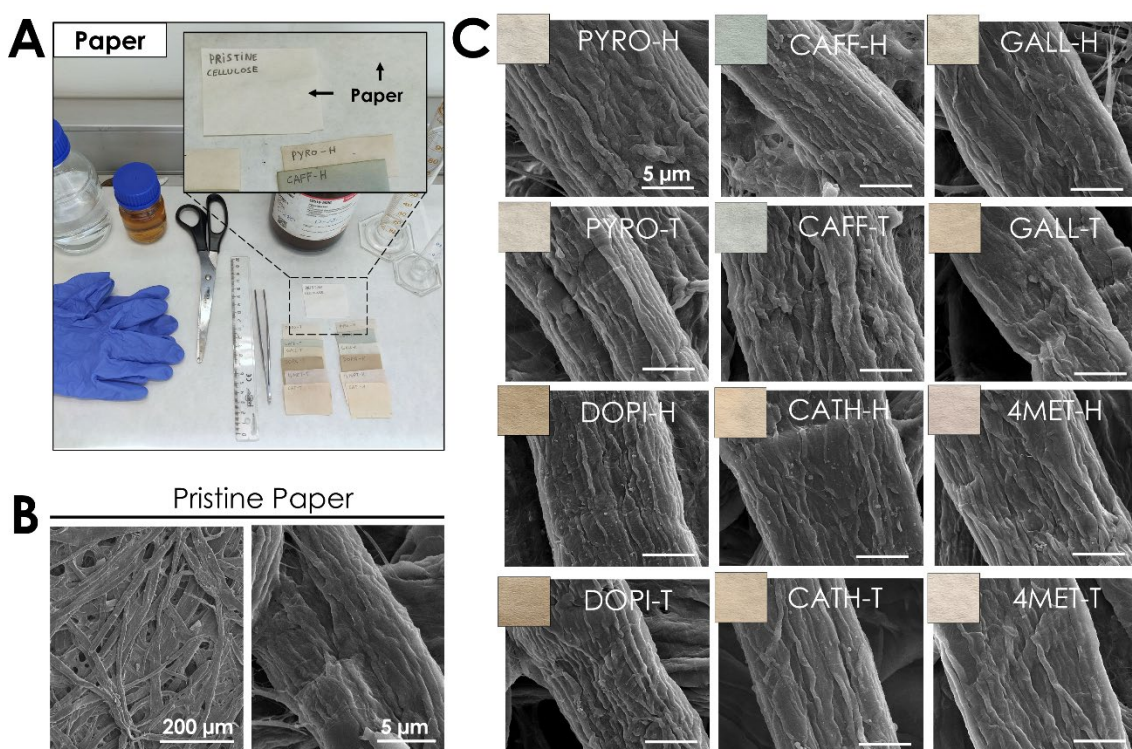 A
Paper
PRISTINE
CELLULOSE
Paper
PYRO-H
CAFF-H
B
Pristine Paper
200 µm
5 µm
C
PYRO-H
5 µm
CAFF-H
GALL-H
PYRO-T
CAFF-T
GALL-T
DOPI-H
CATH-H
4MET-H
DOPI-T
CATH-T
4MET-T